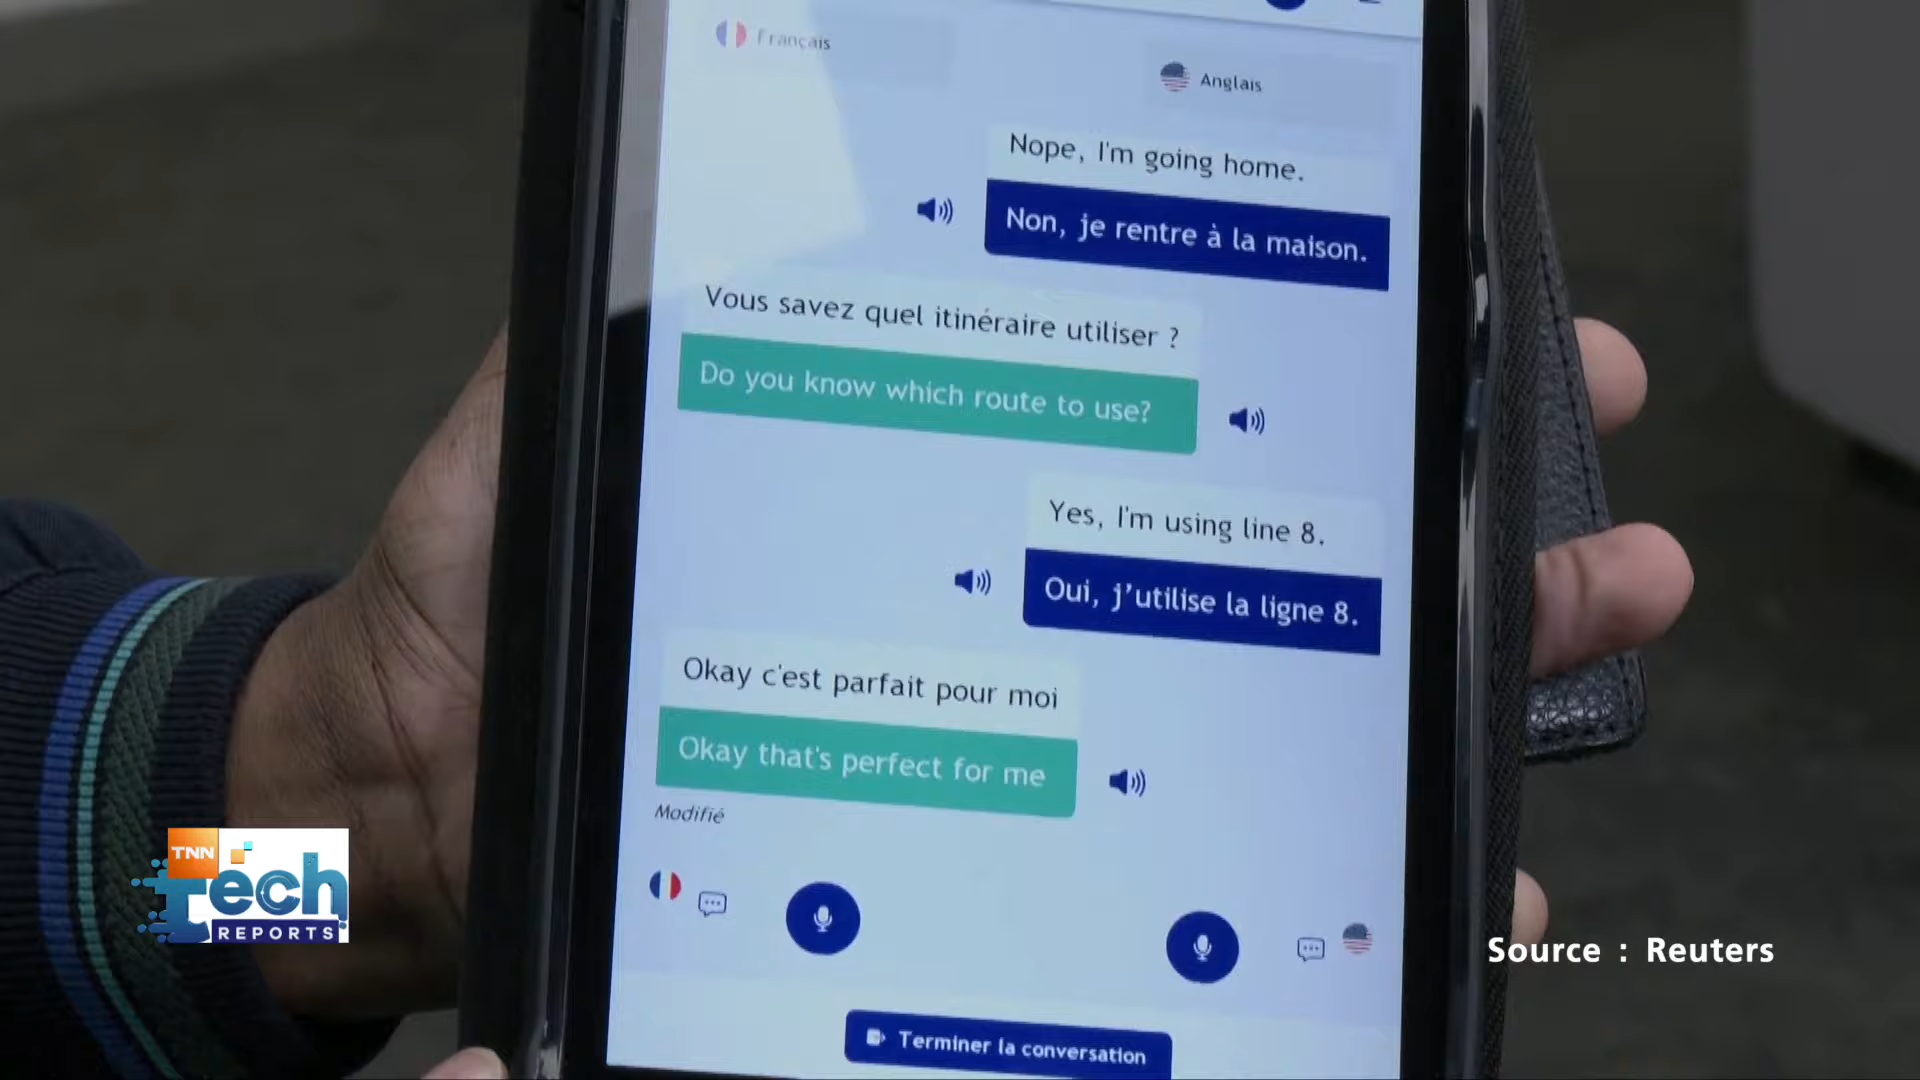 Français
Anglais
Nope, I'm going home.
Non, je rentre à la maison.
Vous savez quel itinéraire utiliser ?
Do you know which route to use?
Yes, I'm using line 8.
Oui, j’utilise la ligne 8.
Okay c'est parfait pour moi
Okay that's perfect for me
Modifié
Terminer la conversation
TNN
Tech
REPORTS
Source : Reuters